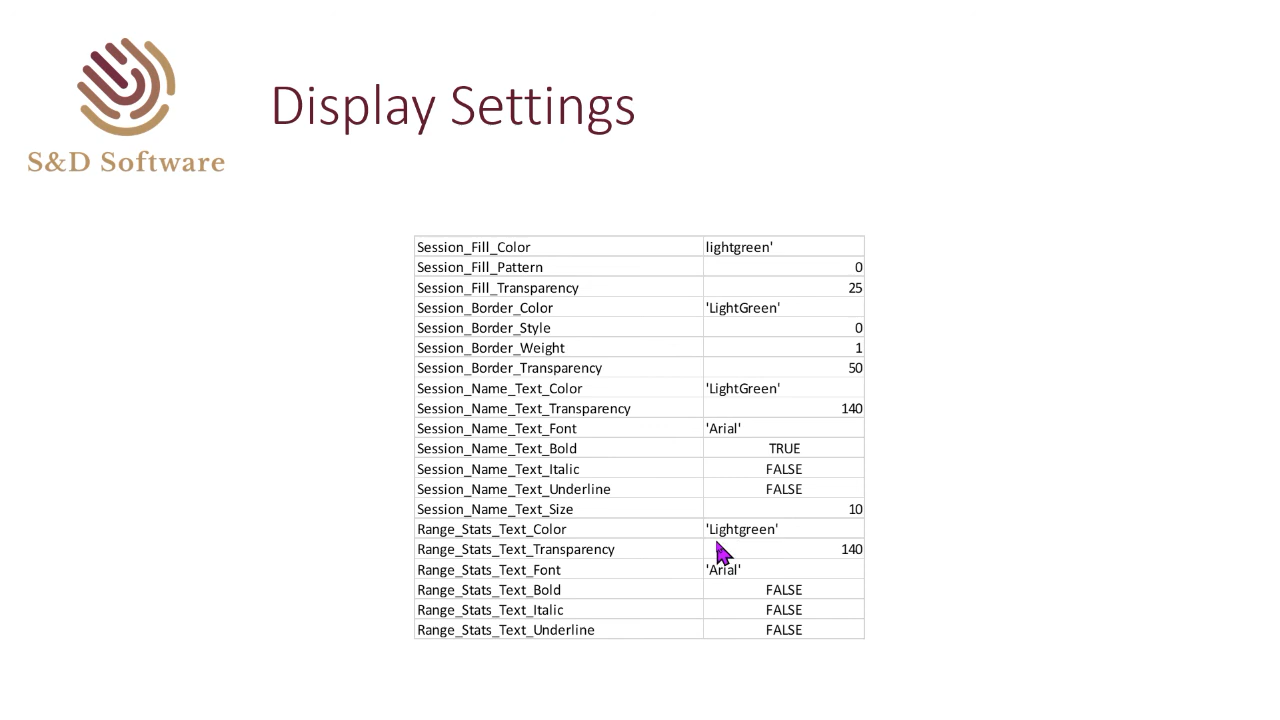 S&D Software
Display Settings
Session_Fill_Color lightgreen'
Session_Fill_Pattern 0
Session_Fill_Transparency 25
Session_Border_Color 'LightGreen'
Session_Border_Style 0
Session_Border_Weight 1
Session_Border_Transparency 50
Session_Name_Text_Color 'LightGreen'
Session_Name_Text_Transparency 140
Session_Name_Text_Font 'Arial'
Session_Name_Text_Bold TRUE
Session_Name_Text_Italic FALSE
Session_Name_Text_Underline FALSE
Session_Name_Text_Size 10
Range_Stats_Text_Color 'Lightgreen'
Range_Stats_Text_Transparency 140
Range_Stats_Text_Font 'Arial'
Range_Stats_Text_Bold FALSE
Range_Stats_Text_Italic FALSE
Range_Stats_Text_Underline FALSE